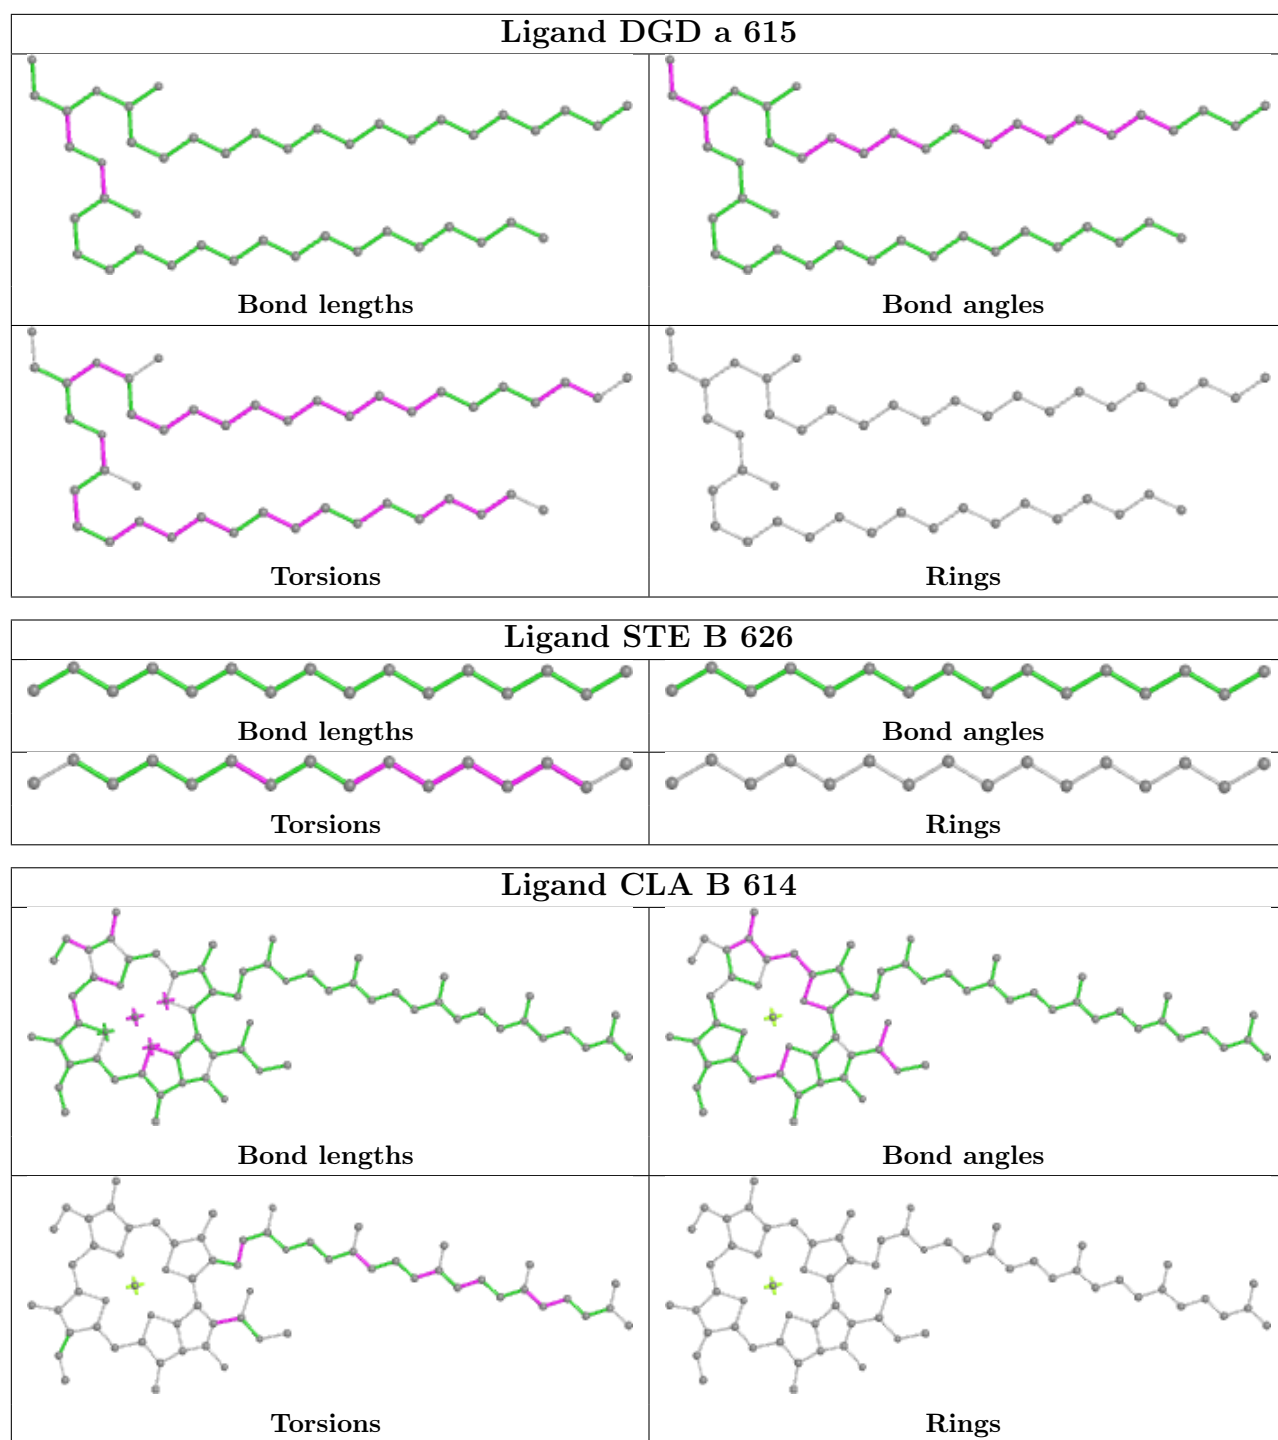 Ligand DGD a 615
Bond lengths
Bond angles
Torsions
Rings
Ligand STE B 626
Bond lengths
Bond angles
Torsions
Rings
Ligand CLA B 614
Bond lengths
Bond angles
Torsions
Rings